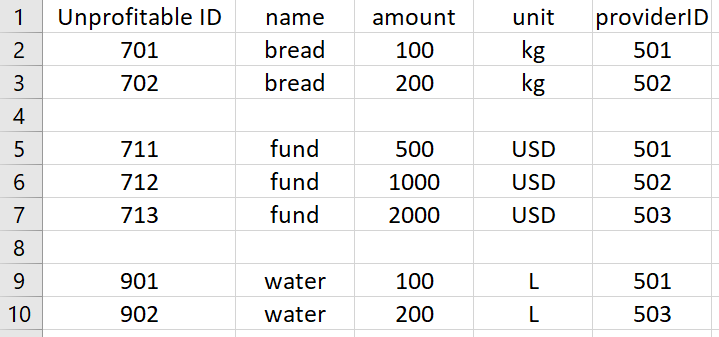 1 Unprofitable ID name amount unit providerID
2 701 bread 100 kg 501
3 702 bread 200 kg 502
4
5 711 fund 500 USD 501
6 712 fund 1000 USD 502
7 713 fund 2000 USD 503
8
9 901 water 100 L 501
10 902 water 200 L 503